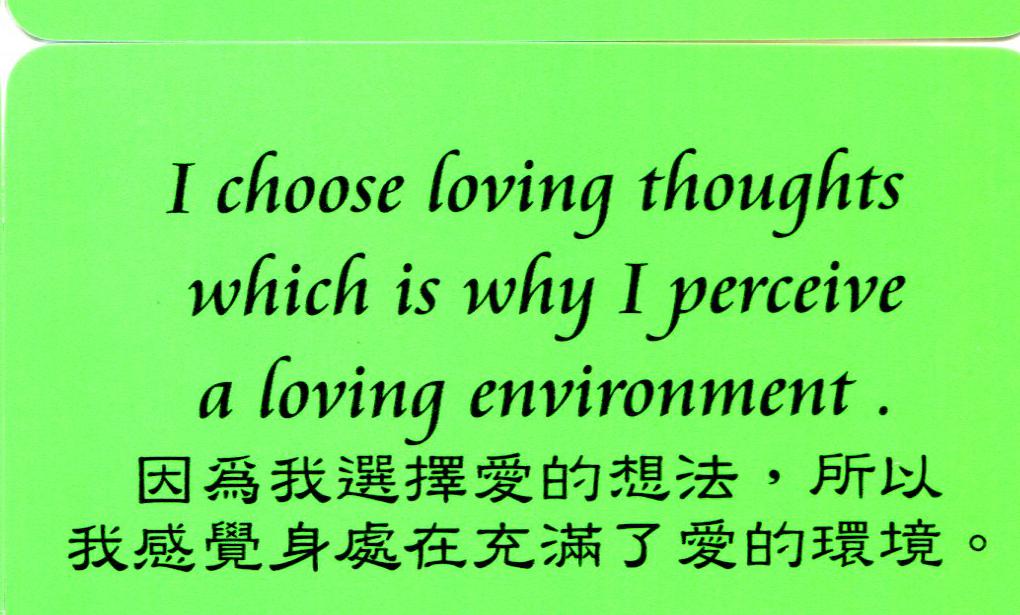 I choose loving thoughts
which is why I perceive
a loving environment .
因爲我選擇愛的想法，所以
我感覺身處在充滿了愛的環境。